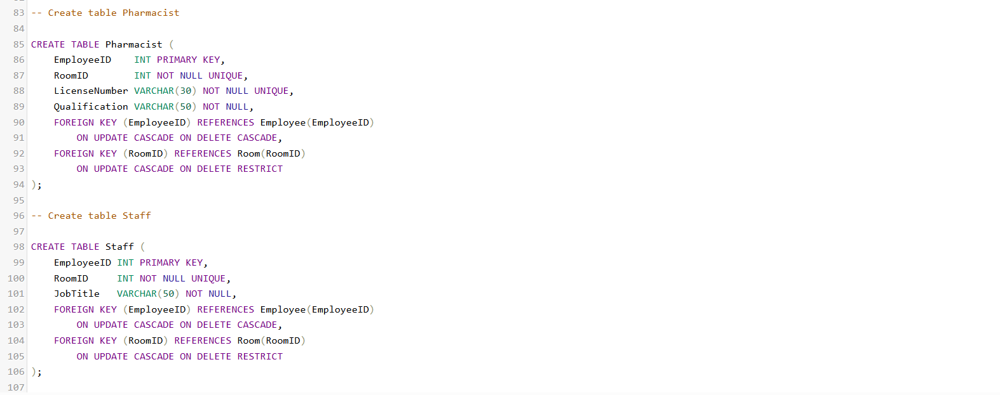 83 -- Create table Pharmacist
84
85 CREATE TABLE Pharmacist (
86     EmployeeID    INT PRIMARY KEY,
87     RoomID        INT NOT NULL UNIQUE,
88     LicenseNumber VARCHAR(30) NOT NULL UNIQUE,
89     Qualification VARCHAR(50) NOT NULL,
90     FOREIGN KEY (EmployeeID) REFERENCES Employee(EmployeeID)
91         ON UPDATE CASCADE ON DELETE CASCADE,
92     FOREIGN KEY (RoomID) REFERENCES Room(RoomID)
93         ON UPDATE CASCADE ON DELETE RESTRICT
94 );
95
96 -- Create table Staff
97
98 CREATE TABLE Staff (
99     EmployeeID INT PRIMARY KEY,
100     RoomID     INT NOT NULL UNIQUE,
101     JobTitle   VARCHAR(50) NOT NULL,
102     FOREIGN KEY (EmployeeID) REFERENCES Employee(EmployeeID)
103         ON UPDATE CASCADE ON DELETE CASCADE,
104     FOREIGN KEY (RoomID) REFERENCES Room(RoomID)
105         ON UPDATE CASCADE ON DELETE RESTRICT
106 );
107